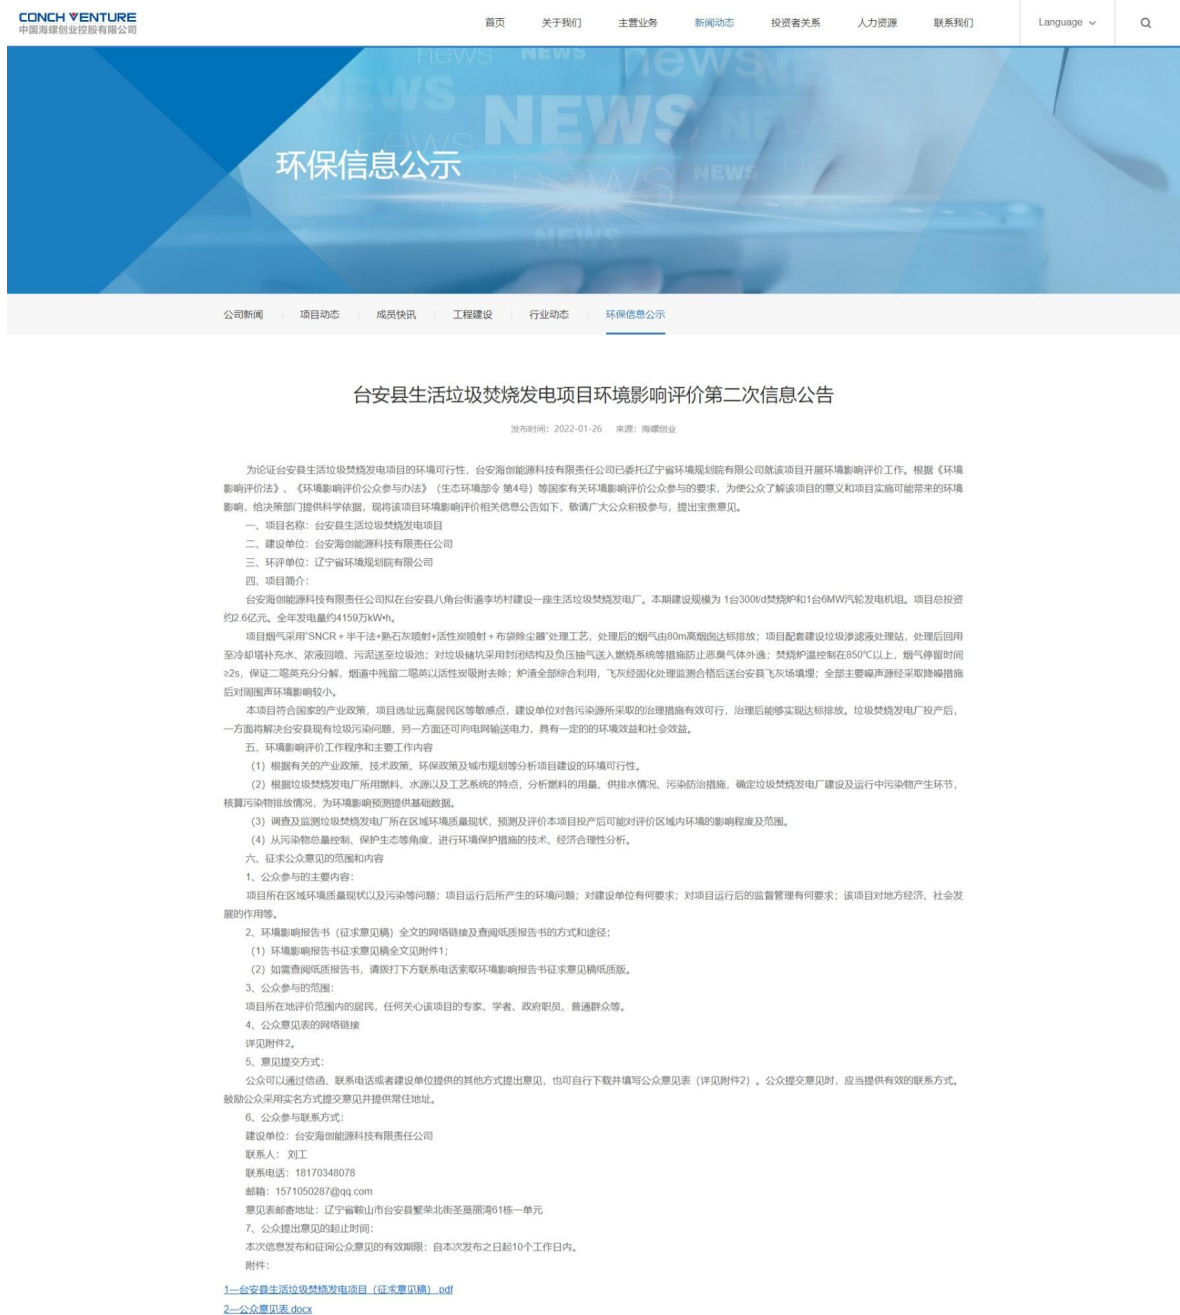 CONCH VENTURE
中国海螺创业控股有限公司
首页 关于我们 主营业务 新闻动态 投资者关系 人力资源 联系我们 Language
news NEWS news
NEWS NEWS NEWS
news
news NEWS
NEWS
环保信息公示
公司新闻 项目动态 成员快讯 工程建设 行业动态 环保信息公示
台安县生活垃圾焚烧发电项目环境影响评价第二次信息公告
发布时间：2022-01-26 来源：海螺创业
为论证台安县生活垃圾焚烧发电项目的环境可行性，台安海创能源科技有限责任公司已委托辽宁省环境规划院有限公司就该项目开展环境影响评价工作。根据《环境
影响评价法》、《环境影响评价公众参与办法》（生态环境部令 第4号）等国家有关环境影响评价公众参与的要求，为使公众了解该项目的意义和项目实施可能带来的环境
影响，给决策部门提供科学依据，现将该项目环境影响评价相关信息公告如下，敬请广大公众积极参与，提出宝贵意见。
一、项目名称：台安县生活垃圾焚烧发电项目
二、建设单位：台安海创能源科技有限责任公司
三、环评单位：辽宁省环境规划院有限公司
四、项目简介：
台安海创能源科技有限责任公司拟在台安县八角台街道李坊村建设一座生活垃圾焚烧发电厂。本期建设规模为 1台300t/d焚烧炉和1台6MW汽轮发电机组。项目总投资
约2.6亿元。全年发电量约4159万kW•h。
项目烟气采用“SNCR＋半干法+熟石灰喷射+活性炭喷射＋布袋除尘器”处理工艺，处理后的烟气由80m高烟囱达标排放；项目配套建设垃圾渗滤液处理站，处理后回用
至冷却塔补充水、浓液回喷、污泥送至垃圾池；对垃圾储坑采用封闭结构及负压抽气送入燃烧系统等措施防止恶臭气体外逸；焚烧炉温控制在850℃以上，烟气停留时间
≥2s，保证二噁英充分分解，烟道中残留二噁英以活性炭吸附去除；炉渣全部综合利用，飞灰经固化处理监测合格后送台安县飞灰场填埋；全部主要噪声源经采取降噪措施
后对周围声环境影响较小。
本项目符合国家的产业政策，项目选址远离居民区等敏感点，建设单位对各污染源所采取的治理措施有效可行，治理后能够实现达标排放。垃圾焚烧发电厂投产后，
一方面将解决台安县现有垃圾污染问题，另一方面还可向电网输送电力，具有一定的的环境效益和社会效益。
五、环境影响评价工作程序和主要工作内容
（1）根据有关的产业政策、技术政策、环保政策及城市规划等分析项目建设的环境可行性。
（2）根据垃圾焚烧发电厂所用燃料、水源以及工艺系统的特点，分析燃料的用量、供排水情况、污染防治措施，确定垃圾焚烧发电厂建设及运行中污染物产生环节，
核算污染物排放情况，为环境影响预测提供基础数据。
（3）调查及监测垃圾焚烧发电厂所在区域环境质量现状，预测及评价本项目投产后可能对评价区域内环境的影响程度及范围。
（4）从污染物总量控制、保护生态等角度，进行环境保护措施的技术、经济合理性分析。
六、征求公众意见的范围和内容
1、公众参与的主要内容：
项目所在区域环境质量现状以及污染等问题；项目运行后所产生的环境问题；对建设单位有何要求；对项目运行后的监督管理有何要求；该项目对地方经济、社会发
展的作用等。
2、环境影响报告书（征求意见稿）全文的网络链接及查阅纸质报告书的方式和途径；
（1）环境影响报告书征求意见稿全文见附件1；
（2）如需查阅纸质报告书，请拨打下方联系电话索取环境影响报告书征求意见稿纸质版。
3、公众参与的范围：
项目所在地评价范围内的居民，任何关心该项目的专家、学者、政府职员、普通群众等。
4、公众意见表的网络链接
详见附件2。
5、意见提交方式：
公众可以通过信函、联系电话或者建设单位提供的其他方式提出意见，也可自行下载并填写公众意见表（详见附件2）。公众提交意见时，应当提供有效的联系方式。
鼓励公众采用实名方式提交意见并提供常住地址。
6、公众参与联系方式：
建设单位：台安海创能源科技有限责任公司
联系人： 刘工
联系电话：18170348078
邮箱：1571050287@qq.com
意见表邮寄地址：辽宁省鞍山市台安县繁荣北街圣莫丽湾61栋一单元
7、公众提出意见的起止时间：
本次信息发布和征询公众意见的有效期限：自本次发布之日起10个工作日内。
附件：
1—台安县生活垃圾焚烧发电项目（征求意见稿）.pdf
2—公众意见表.docx